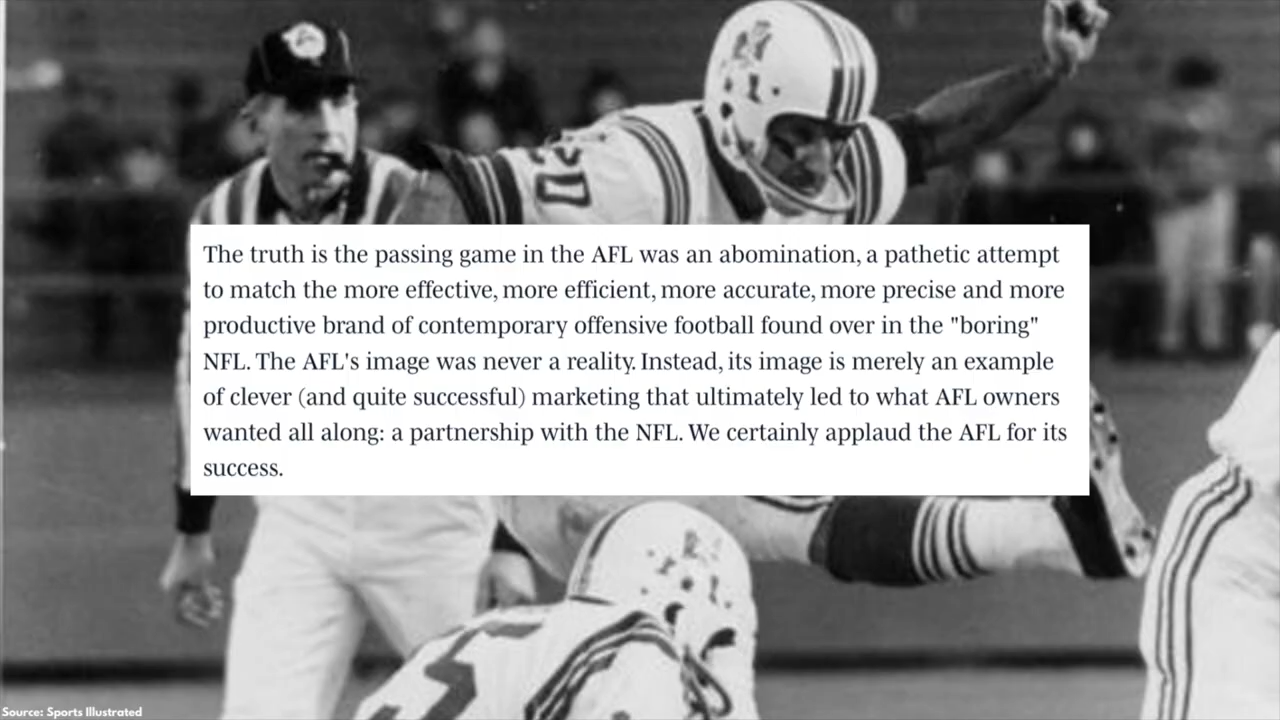 The truth is the passing game in the AFL was an abomination, a pathetic attempt
to match the more effective, more efficient, more accurate, more precise and more
productive brand of contemporary offensive football found over in the "boring"
NFL. The AFL's image was never a reality. Instead, its image is merely an example
of clever (and quite successful) marketing that ultimately led to what AFL owners
wanted all along: a partnership with the NFL. We certainly applaud the AFL for its
success.
Source: Sports Illustrated